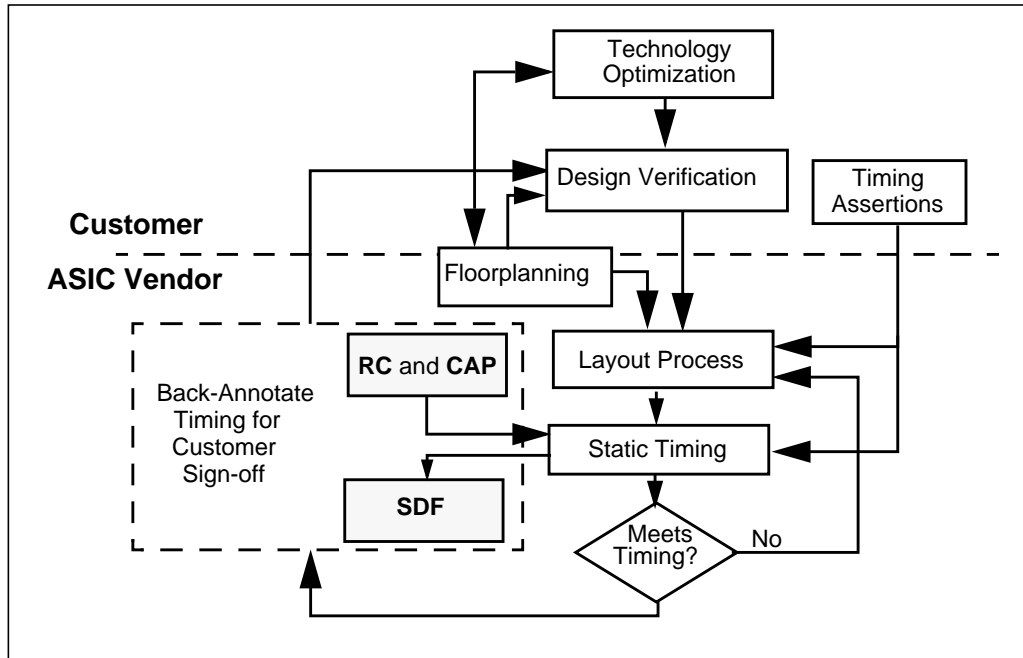 Technology
Optimization
Design Verification
Timing
Assertions
Customer
ASIC Vendor
Floorplanning
RC and CAP
Layout Process
Back-Annotate
Timing for
Customer
Sign-off
Static Timing
SDF
Meets
Timing?
No